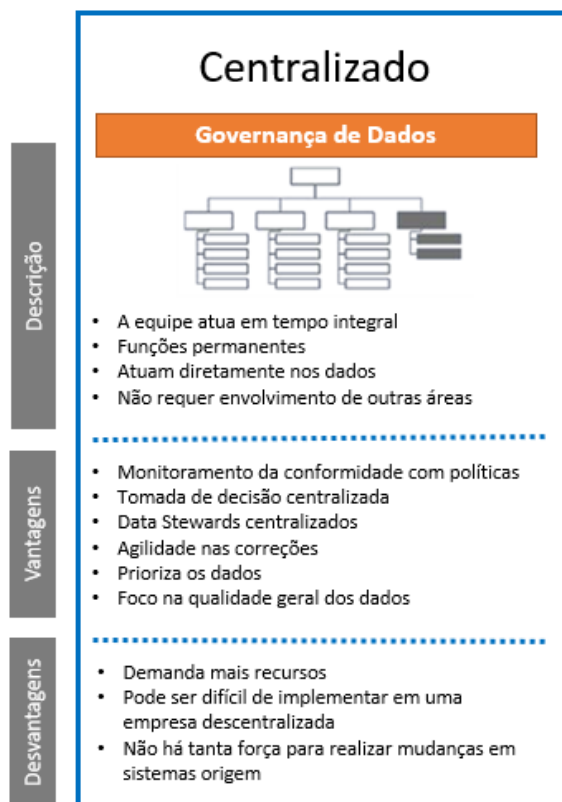 Centralizado
Governança de Dados
Descrição
• A equipe atua em tempo integral
• Funções permanentes
• Atuam diretamente nos dados
• Não requer envolvimento de outras áreas
Vantagens
• Monitoramento da conformidade com políticas
• Tomada de decisão centralizada
• Data Stewards centralizados
• Agilidade nas correções
• Prioriza os dados
• Foco na qualidade geral dos dados
Desvantagens
• Demanda mais recursos
• Pode ser difícil de implementar em uma
empresa descentralizada
• Não há tanta força para realizar mudanças em
sistemas origem